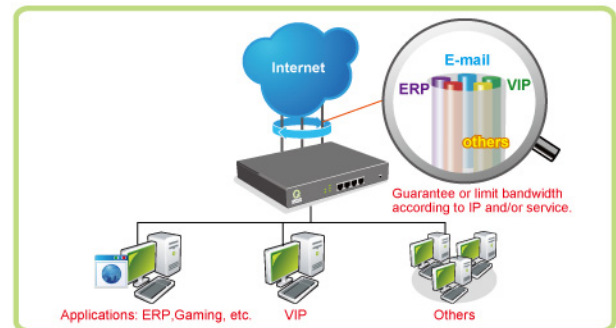 Internet
E-mail
ERP
VIP
others
Guarantee or limit bandwidth
according to IP and/or service.
Applications: ERP,Gaming, etc.
VIP
Others